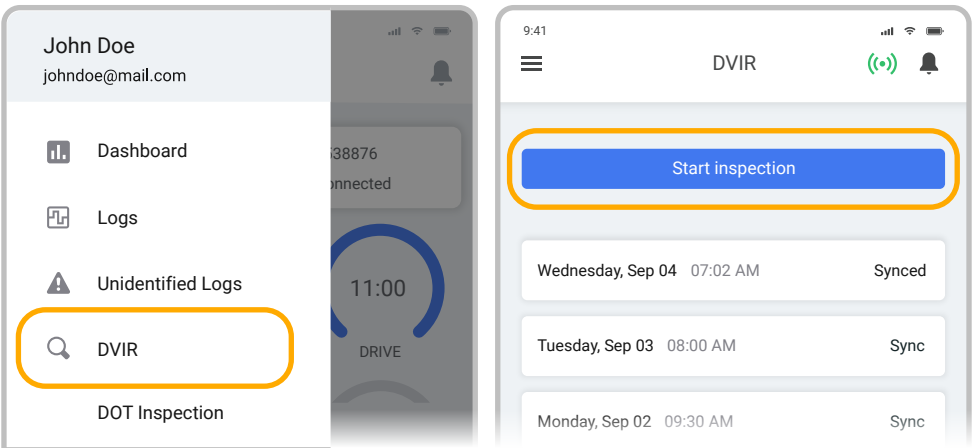 John Doe
johndoe@mail.com
Dashboard
Logs
Unidentified Logs
DVIR
DOT Inspection
38876
onnected
11:00
DRIVE
9:41
DVIR
Start inspection
Wednesday, Sep 04 07:02 AM Synced
Tuesday, Sep 03 08:00 AM Sync
Monday, Sep 02 09:30 AM Sync